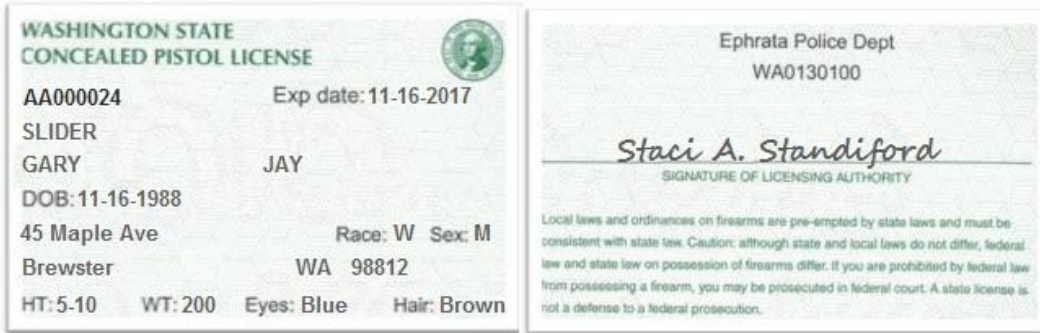 WASHINGTON STATE
CONCEALED PISTOL LICENSE
AA000024 Exp date: 11-16-2017
SLIDER
GARY JAY
DOB: 11-16-1988
45 Maple Ave Race: W Sex: M
Brewster WA 98812
HT: 5-10 WT: 200 Eyes: Blue Hair: Brown
Ephrata Police Dept
WA0130100
Staci A. Standiford
SIGNATURE OF LICENSING AUTHORITY
Local laws and ordinances on firearms are pre-empted by state laws and must be
consistent with state law. Caution: although state and local laws do not differ, federal
law and state law on possession of firearms differ. If you are prohibited by federal law
from possessing a firearm, you may be prosecuted in federal court. A state license is
not a defense to a federal prosecution.